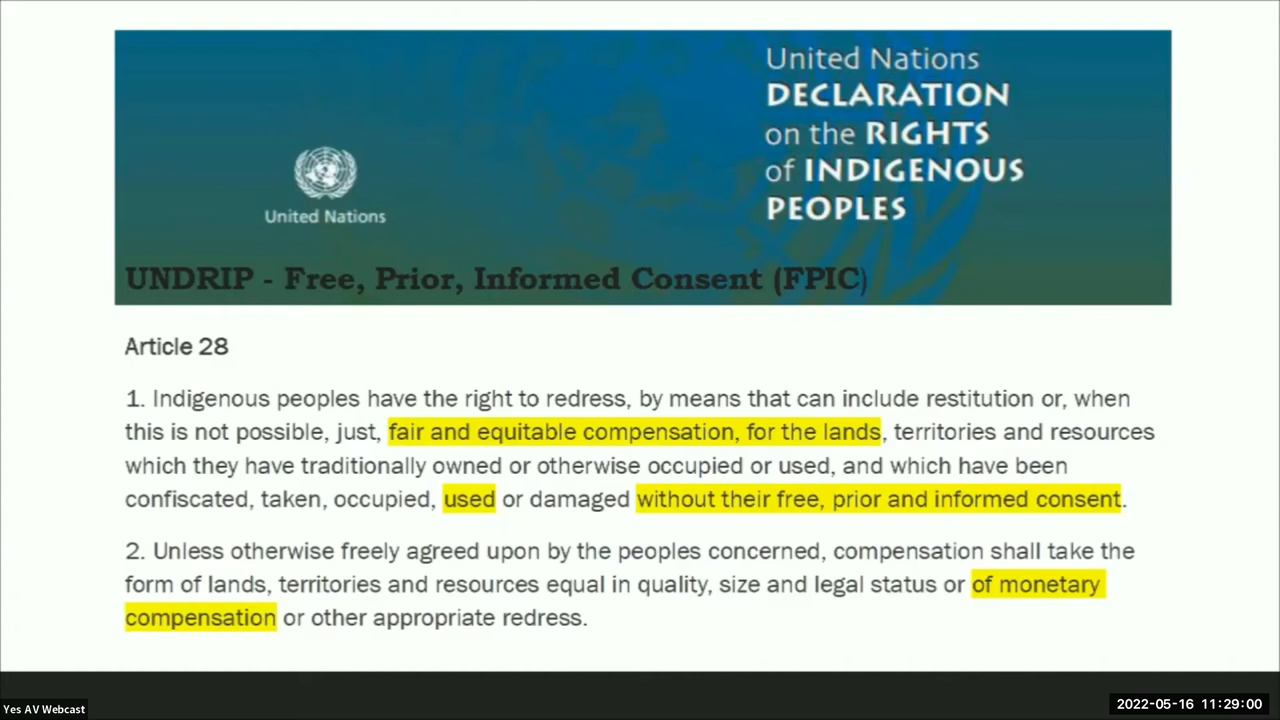 United Nations
DECLARATION
on the RIGHTS
of INDIGENOUS
PEOPLES
United Nations
UNDRIP - Free, Prior, Informed Consent (FPIC)
Article 28
1. Indigenous peoples have the right to redress, by means that can include restitution or, when
this is not possible, just, fair and equitable compensation, for the lands, territories and resources
which they have traditionally owned or otherwise occupied or used, and which have been
confiscated, taken, occupied, used or damaged without their free, prior and informed consent.
2. Unless otherwise freely agreed upon by the peoples concerned, compensation shall take the
form of lands, territories and resources equal in quality, size and legal status or of monetary
compensation or other appropriate redress.
Yes AV Webcast
2022-05-16 11:29:00